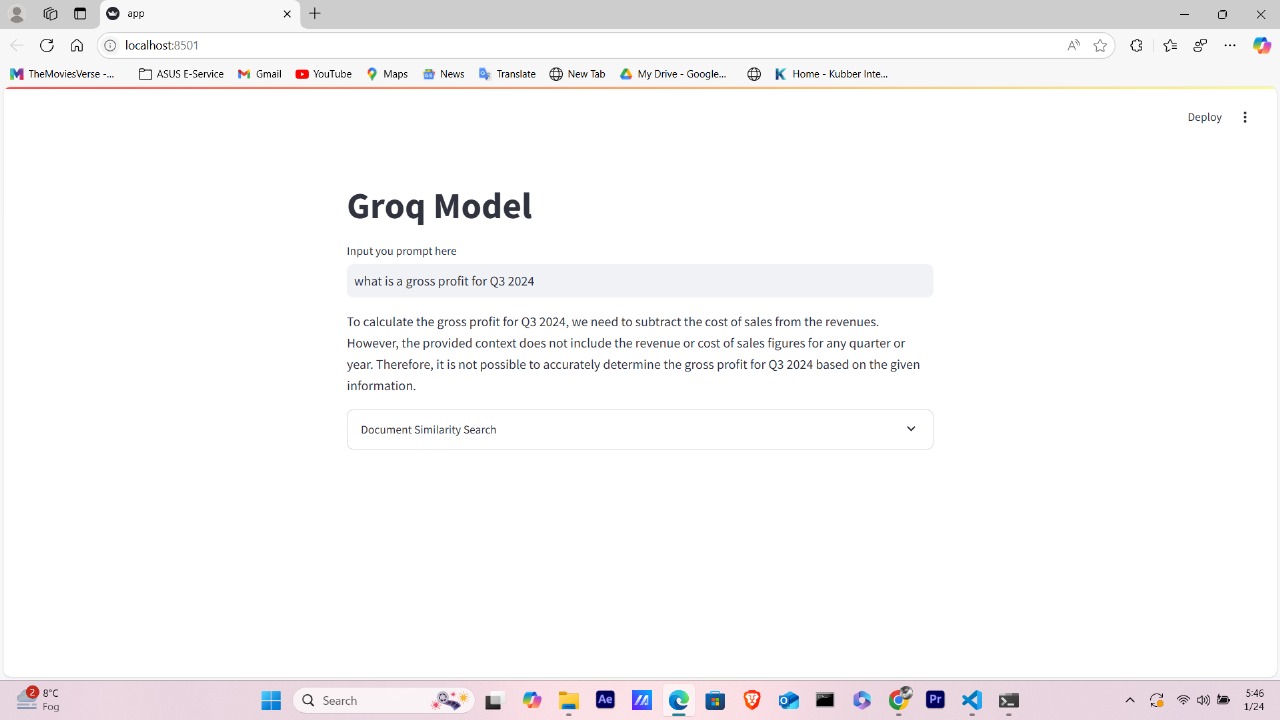 app
localhost:8501
TheMoviesVerse -...
ASUS E-Service
Gmail
YouTube
Maps
News
Translate
New Tab
My Drive - Google...
Home - Kubber Inte...
Deploy
Groq Model
Input you prompt here
what is a gross profit for Q3 2024
To calculate the gross profit for Q3 2024, we need to subtract the cost of sales from the revenues.
However, the provided context does not include the revenue or cost of sales figures for any quarter or
year. Therefore, it is not possible to accurately determine the gross profit for Q3 2024 based on the given
information.
Document Similarity Search
2
8°C
Fog
Search
Ae
Pr
5:46
1/24